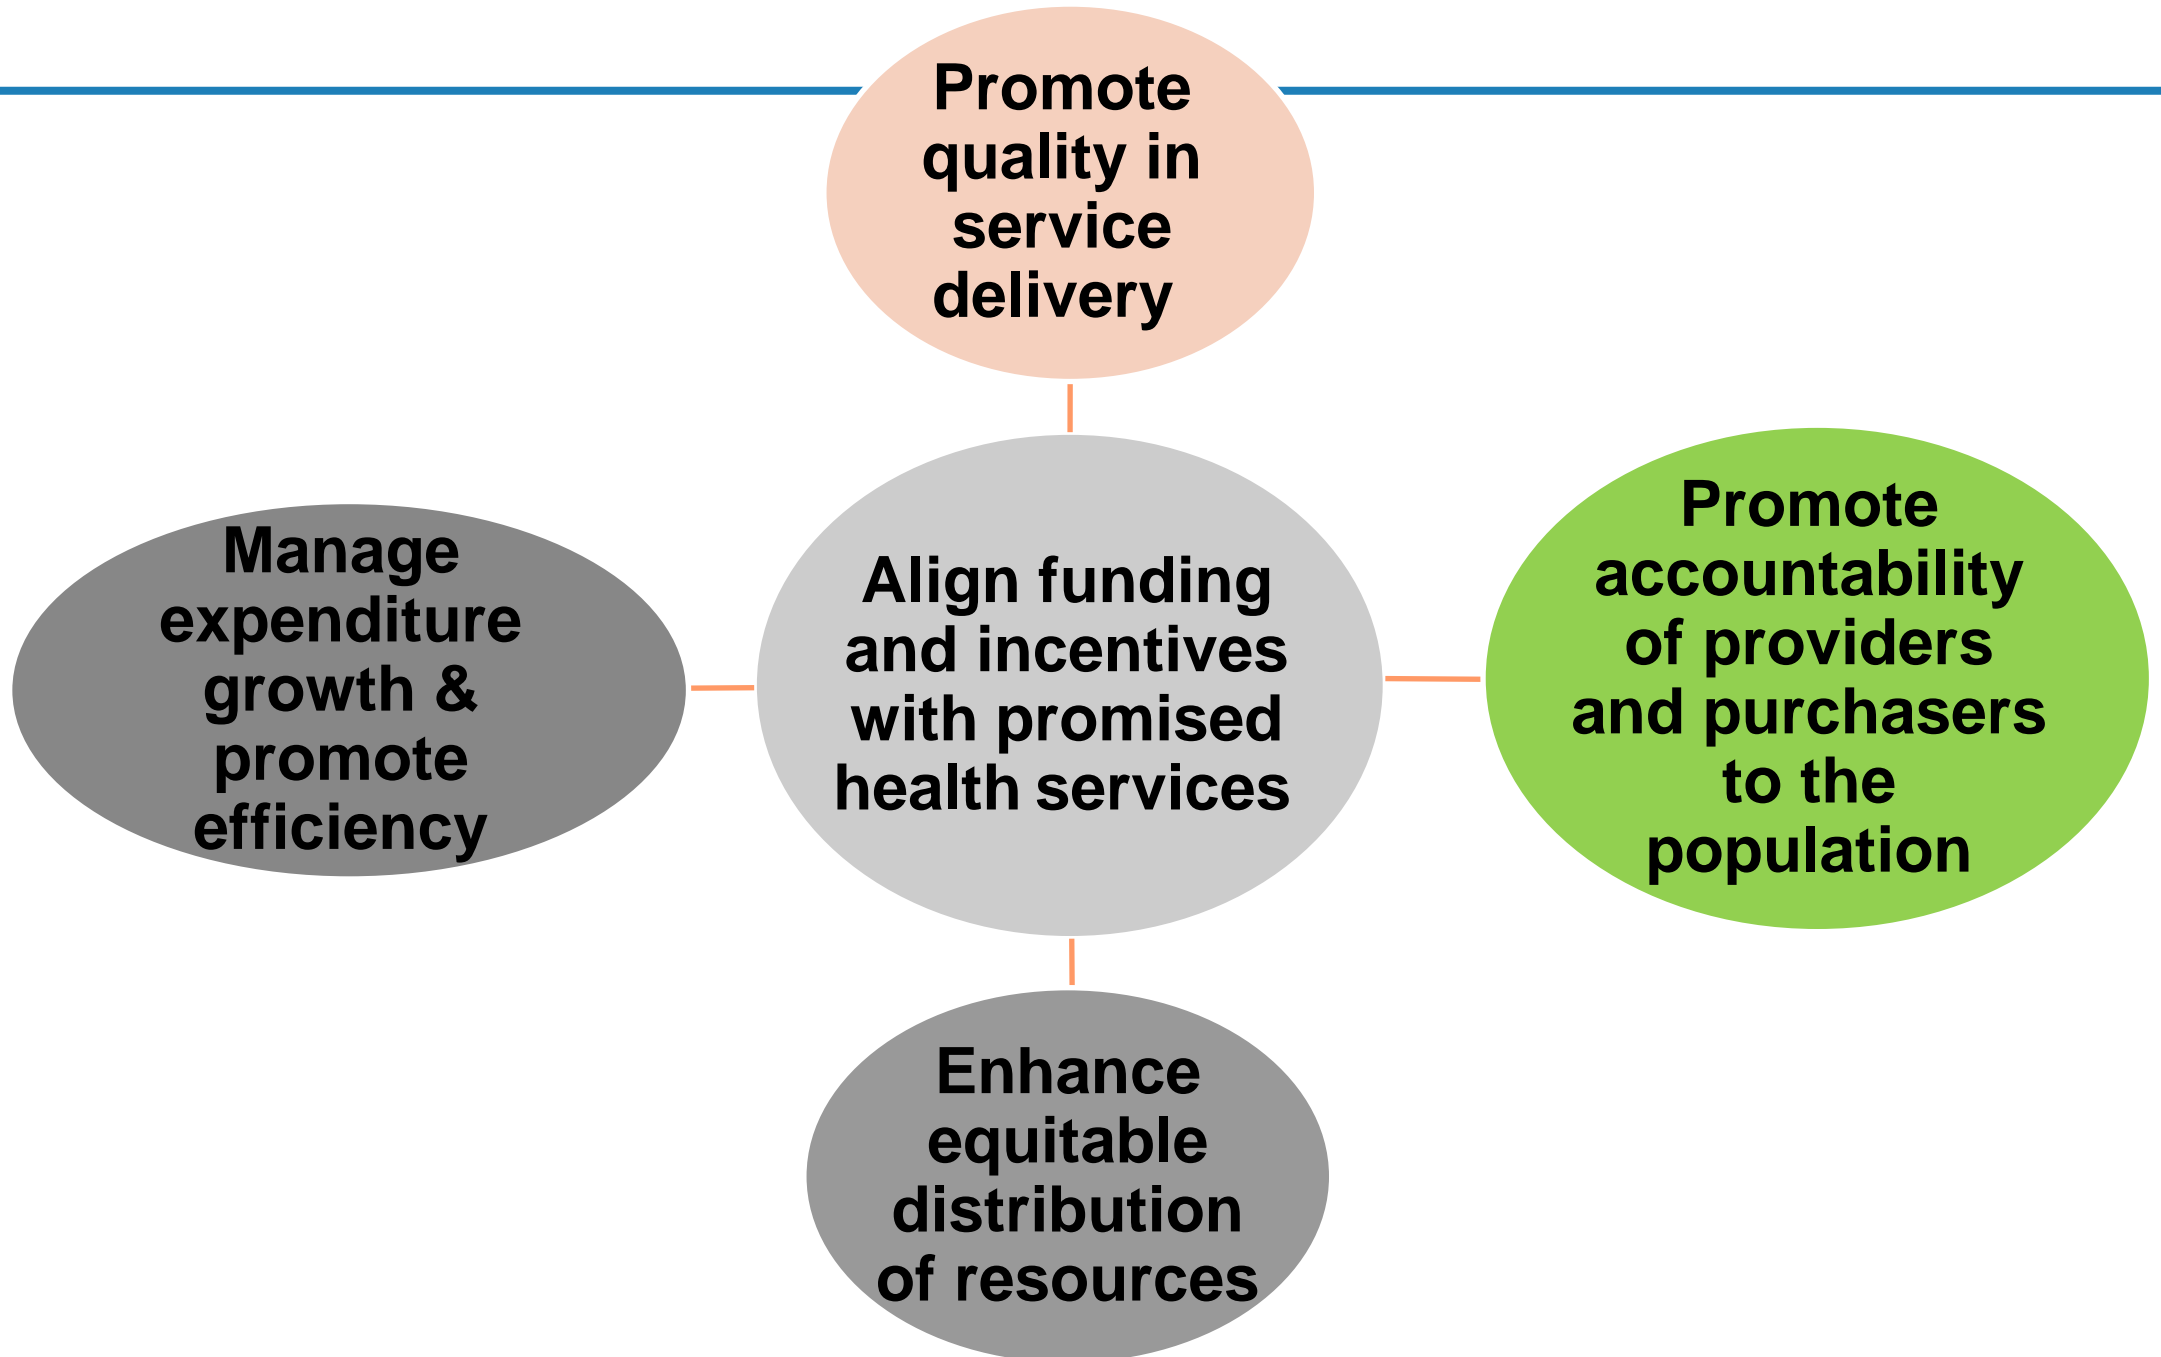 Promote
quality in
service
delivery
Manage
expenditure
growth &
promote
efficiency
Align funding
and incentives
with promised
health services
Promote
accountability
of providers
and purchasers
to the
population
Enhance
equitable
distribution
of resources